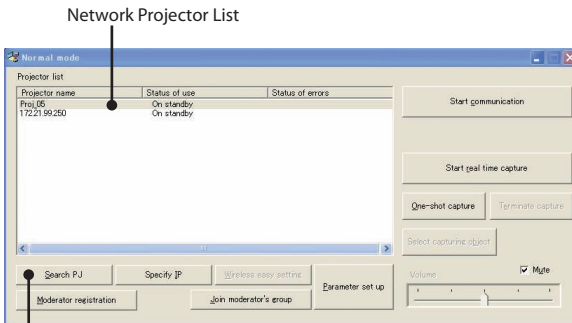 Network Projector List
Normal mode
Projector list
Projector name Status of use Status of errors
Proj_05 On standby
172.21.99.250 On standby
Start communication
Start real time capture
One-shot capture Terminate capture
Select capturing object
Search PJ Specify IP Wireless easy setting Parameter set up Volume Mute
Moderator registration Join moderator's group